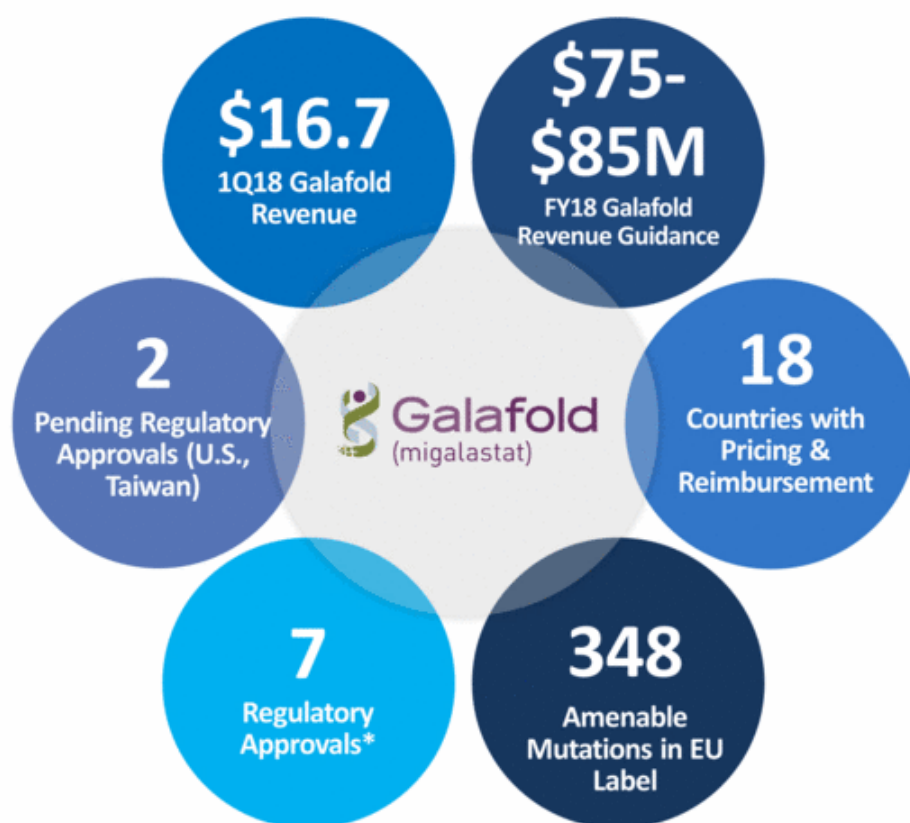 $16.7
1Q18 Galafold
Revenue
$75-
$85M
FY18 Galafold
Revenue Guidance
2
Pending Regulatory
Approvals (U.S.,
Taiwan)
Galafold
(migalastat)
18
Countries with
Pricing &
Reimbursement
7
Regulatory
Approvals*
348
Amenable
Mutations in EU
Label